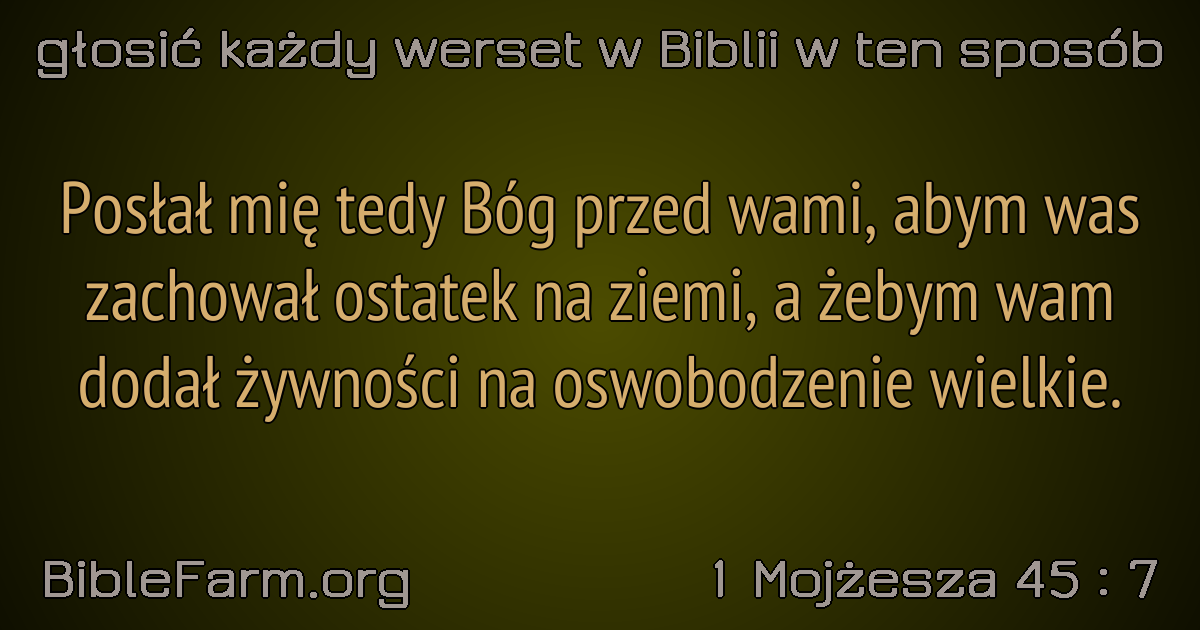 głosić każdy werset w Biblii w ten sposób
Posłał mię tedy Bóg przed wami, abym was
zachował ostatek na ziemi, a żebym wam
dodał żywności na oswobodzenie wielkie.
BibleFarm.org
1 Mojżesza 45 : 7